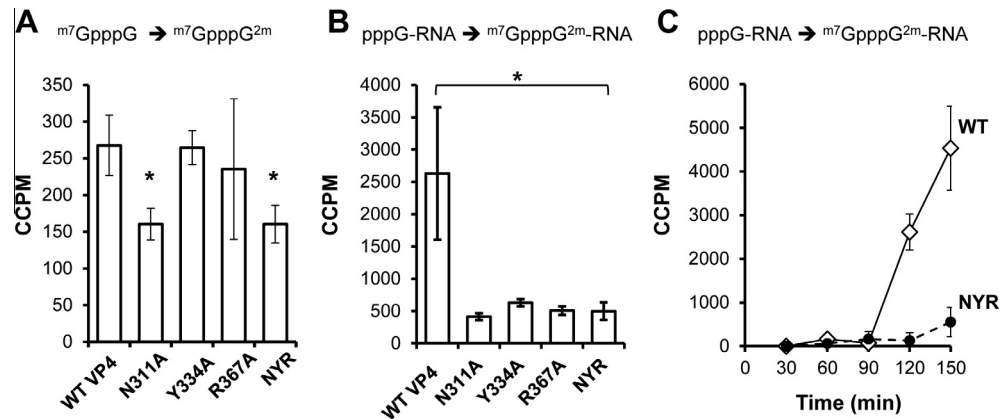 A
m7GpppG → m7GpppG2m
CCPM
350
300
250
200
150
100
50
0
*
*
WT VP4
N311A
Y334A
R367A
NYR
B
pppG-RNA → m7GpppG2m-RNA
CCPM
4000
3500
3000
2500
2000
1500
1000
500
0
*
WT VP4
N311A
Y334A
R367A
NYR
C
pppG-RNA → m7GpppG2m-RNA
CCPM
6000
5000
4000
3000
2000
1000
0
WT
NYR
0 30 60 90 120 150
Time (min)